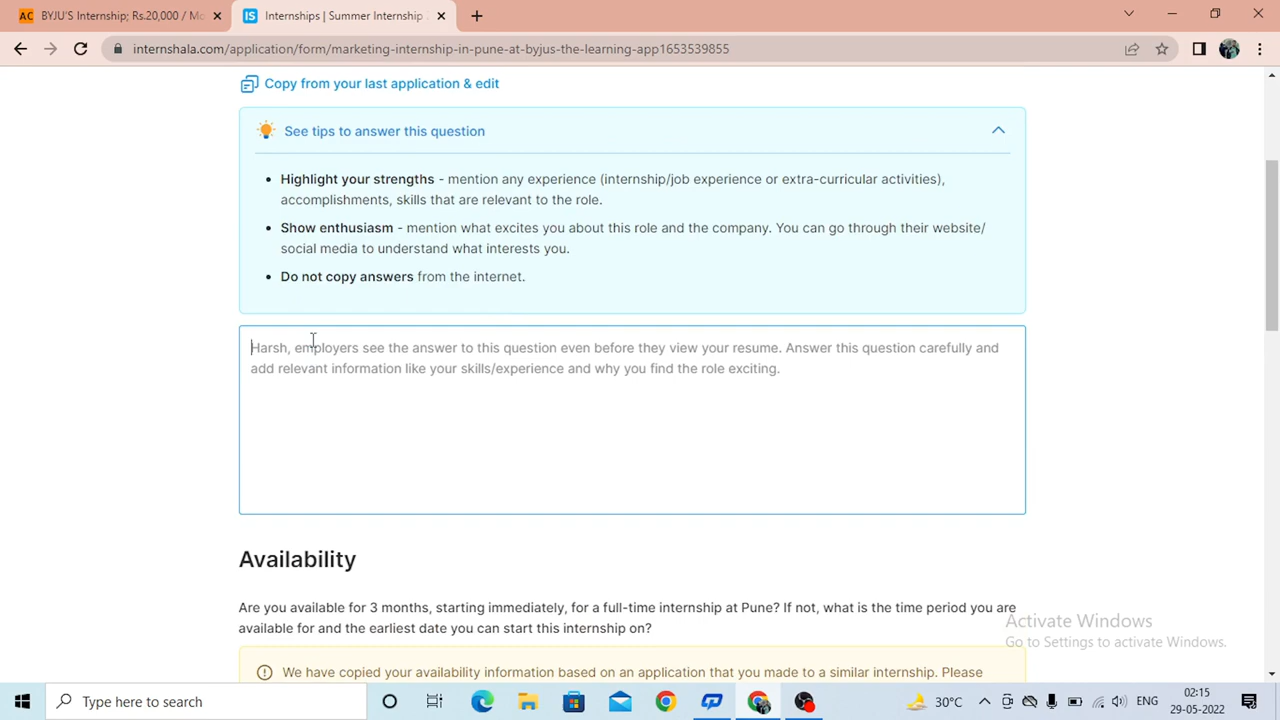 BYJU'S Internship; Rs.20,000 / Mo
Internships | Summer Internship
internshala.com/application/form/marketing-internship-in-pune-at-byjus-the-learning-app1653539855
Copy from your last application & edit
See tips to answer this question
• Highlight your strengths - mention any experience (internship/job experience or extra-curricular activities),
accomplishments, skills that are relevant to the role.
• Show enthusiasm - mention what excites you about this role and the company. You can go through their website/
social media to understand what interests you.
• Do not copy answers from the internet.
Harsh, employers see the answer to this question even before they view your resume. Answer this question carefully and
add relevant information like your skills/experience and why you find the role exciting.
Availability
Are you available for 3 months, starting immediately, for a full-time internship at Pune? If not, what is the time period you are
available for and the earliest date you can start this internship on?
Activate Windows
Go to Settings to activate Windows.
We have copied your availability information based on an application that you made to a similar internship. Please
Type here to search
30°C
ENG
02:15
29-05-2022